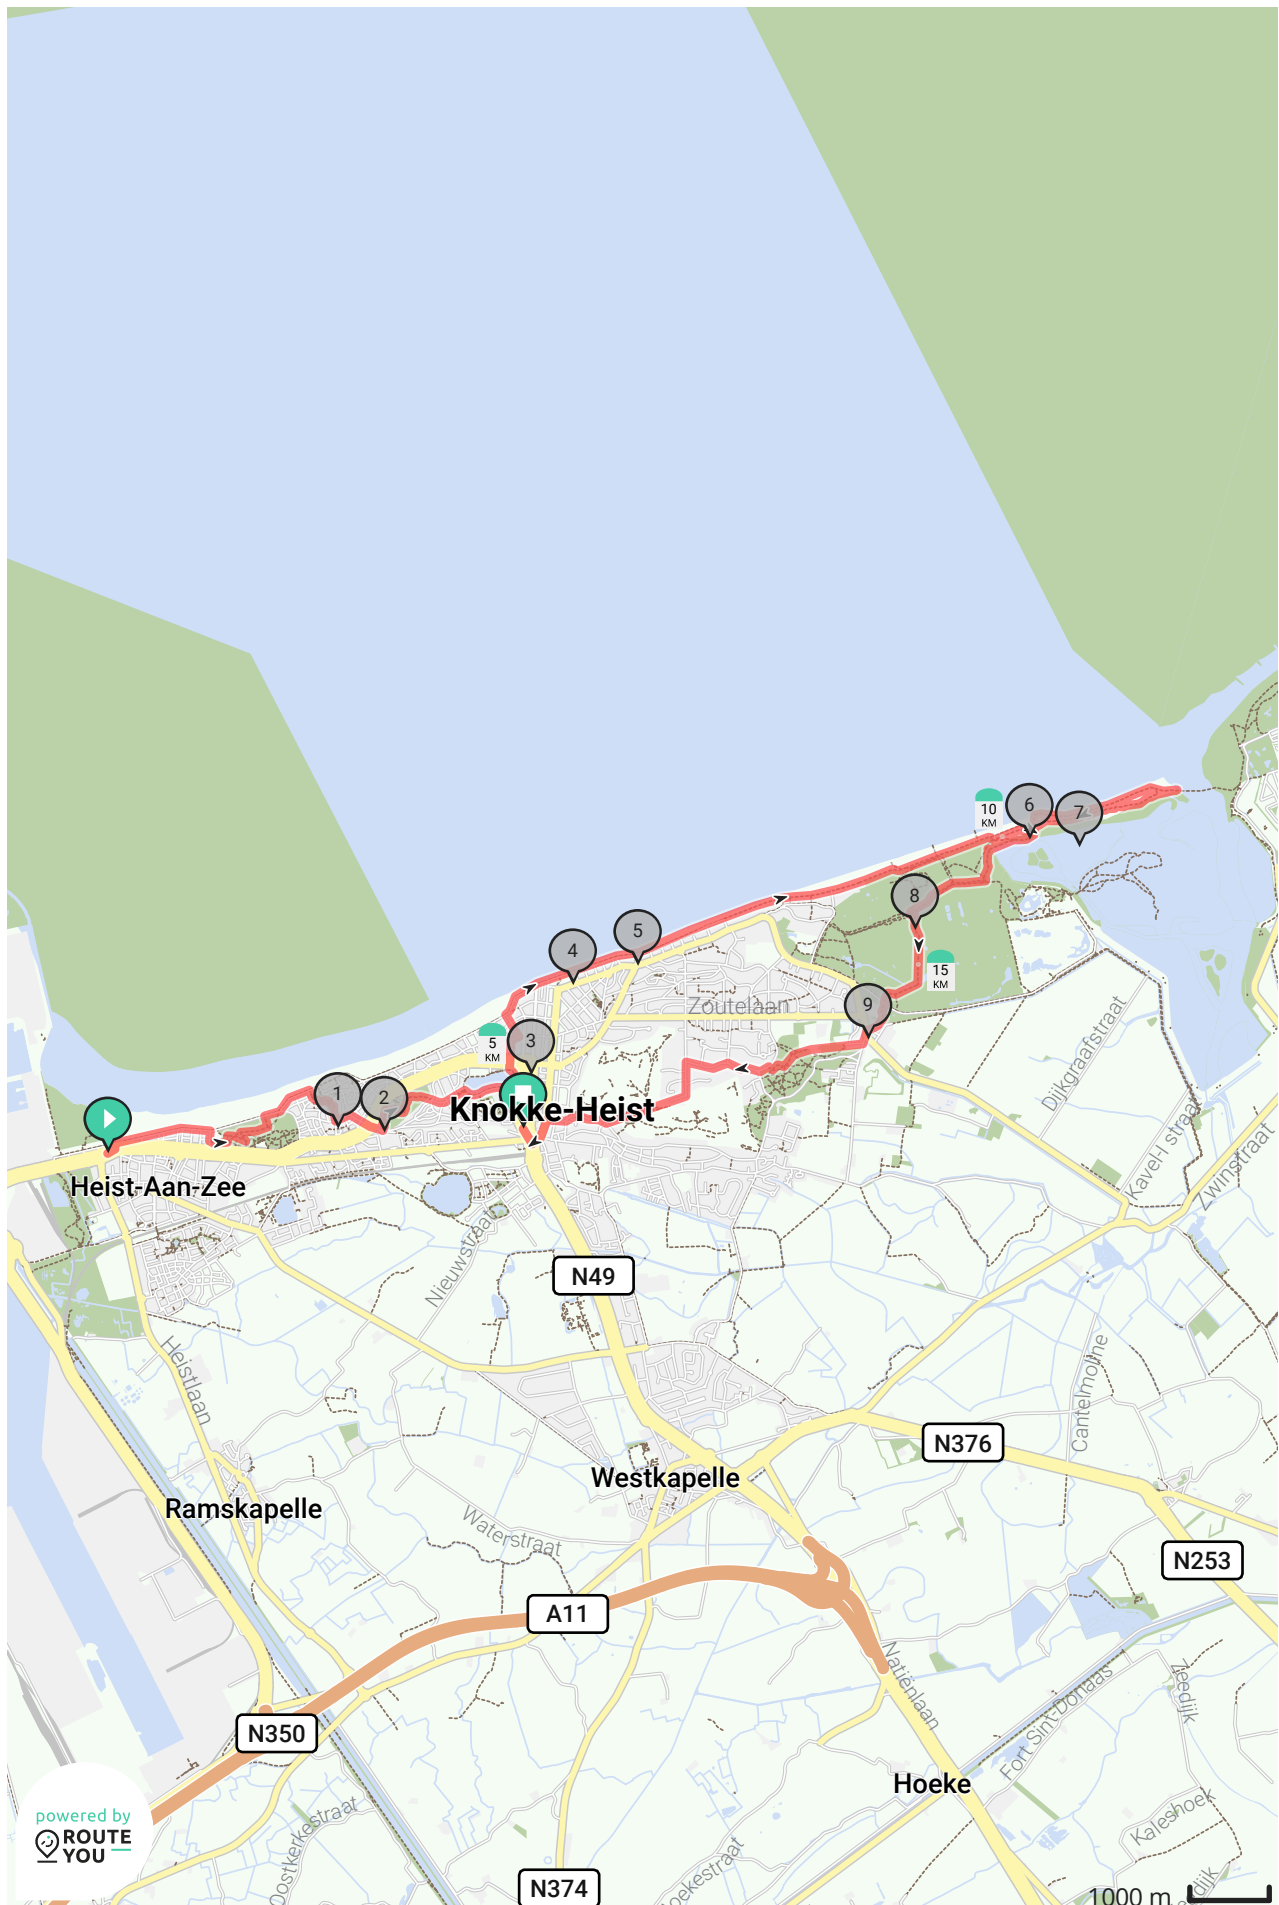 10
KM
6
7
8
5
4
15
KM
Zoutelaan
9
5
KM
3
Dijkgraafstraat
1
2
Knokke-Heist
Kavel-I straat
Zwinstraat
Heist-Aan-Zee
Nieuwstraat
N49
Heistlaan
Cantelmoline
N376
Westkapelle
Ramskapelle
Waterstraat
N253
A11
Natiënlaan
Fort Sint-Donaas
Zeedijk
N350
Hoeke
powered by
ROUTE
YOU
Oostkerkestraat
Kaleshoek
N374
1000 m